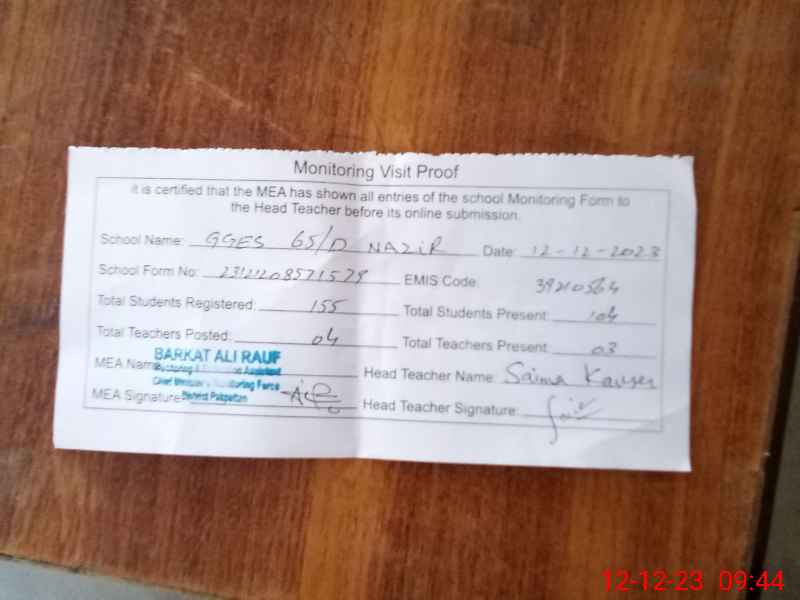 Monitoring Visit Proof
it is certified that the MEA has shown all entries of the school Monitoring Form to
the Head Teacher before its online submission.
School Name: GGES 65/D NAZIR Date: 12-12-2023
School Form No: EMIS Code: 39210564
Total Students Registered: 155 Total Students Present: 104
Total Teachers Posted: 04 Total Teachers Present: 03
MEA Name: BARKAT ALI RAUF Head Teacher Name: Saima Kauser
Monitoring & Assistant
Chief Minister's Monitoring Force
District Pakpattan
MEA Signature: Head Teacher Signature:
12-12-23 09:44